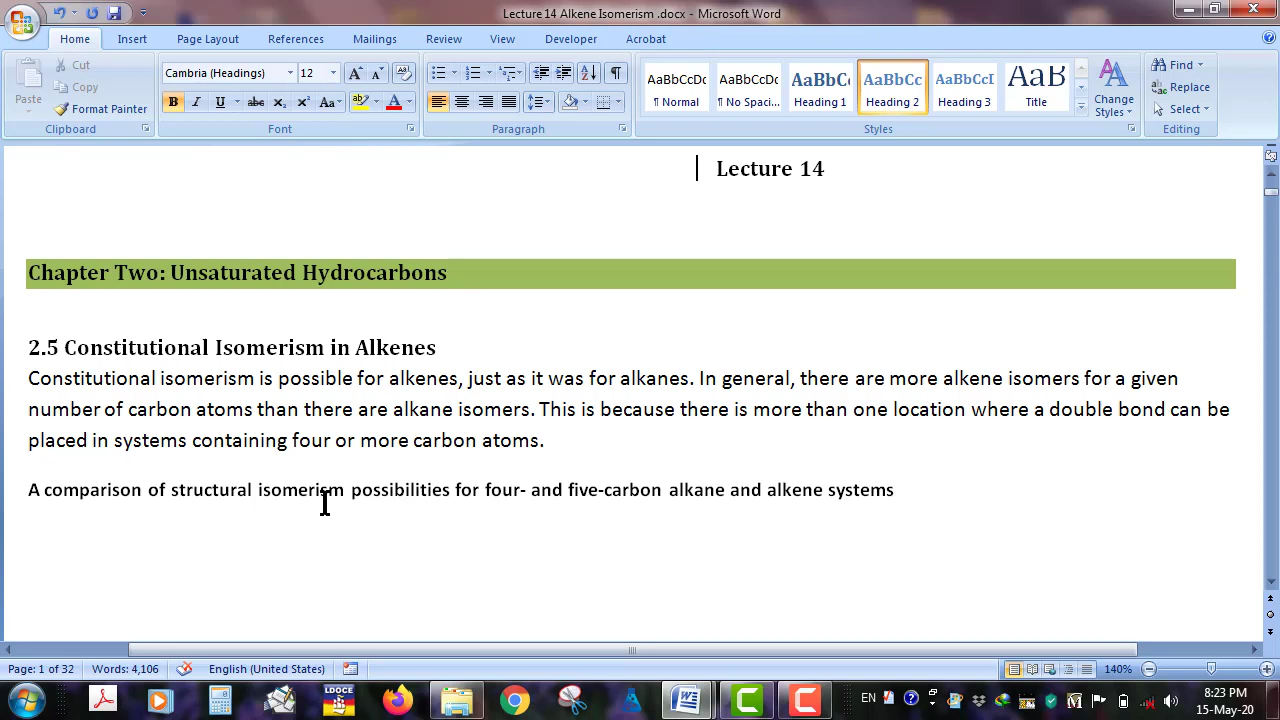 Lecture 14 Alkene Isomerism .docx - Microsoft Word
Home Insert Page Layout References Mailings Review View Developer Acrobat
Paste
Cut
Copy
Format Painter
Clipboard
Cambria (Headings) 12
B I U abc X₂ X² Aa
Font
Paragraph
AaBbCcDc AaBbCcDc AaBbCc AaBbCc AaBbCcI AaB
¶ Normal ¶ No Spaci... Heading 1 Heading 2 Heading 3 Title
Change Styles
Styles
Find
Replace
Select
Editing
Lecture 14
Chapter Two: Unsaturated Hydrocarbons
2.5 Constitutional Isomerism in Alkenes
Constitutional isomerism is possible for alkenes, just as it was for alkanes. In general, there are more alkene isomers for a given
number of carbon atoms than there are alkane isomers. This is because there is more than one location where a double bond can be
placed in systems containing four or more carbon atoms.
A comparison of structural isomerism possibilities for four- and five-carbon alkane and alkene systems
Page: 1 of 32 Words: 4,106 English (United States) 140%
LDOCE
EN
8:23 PM
15-May-20